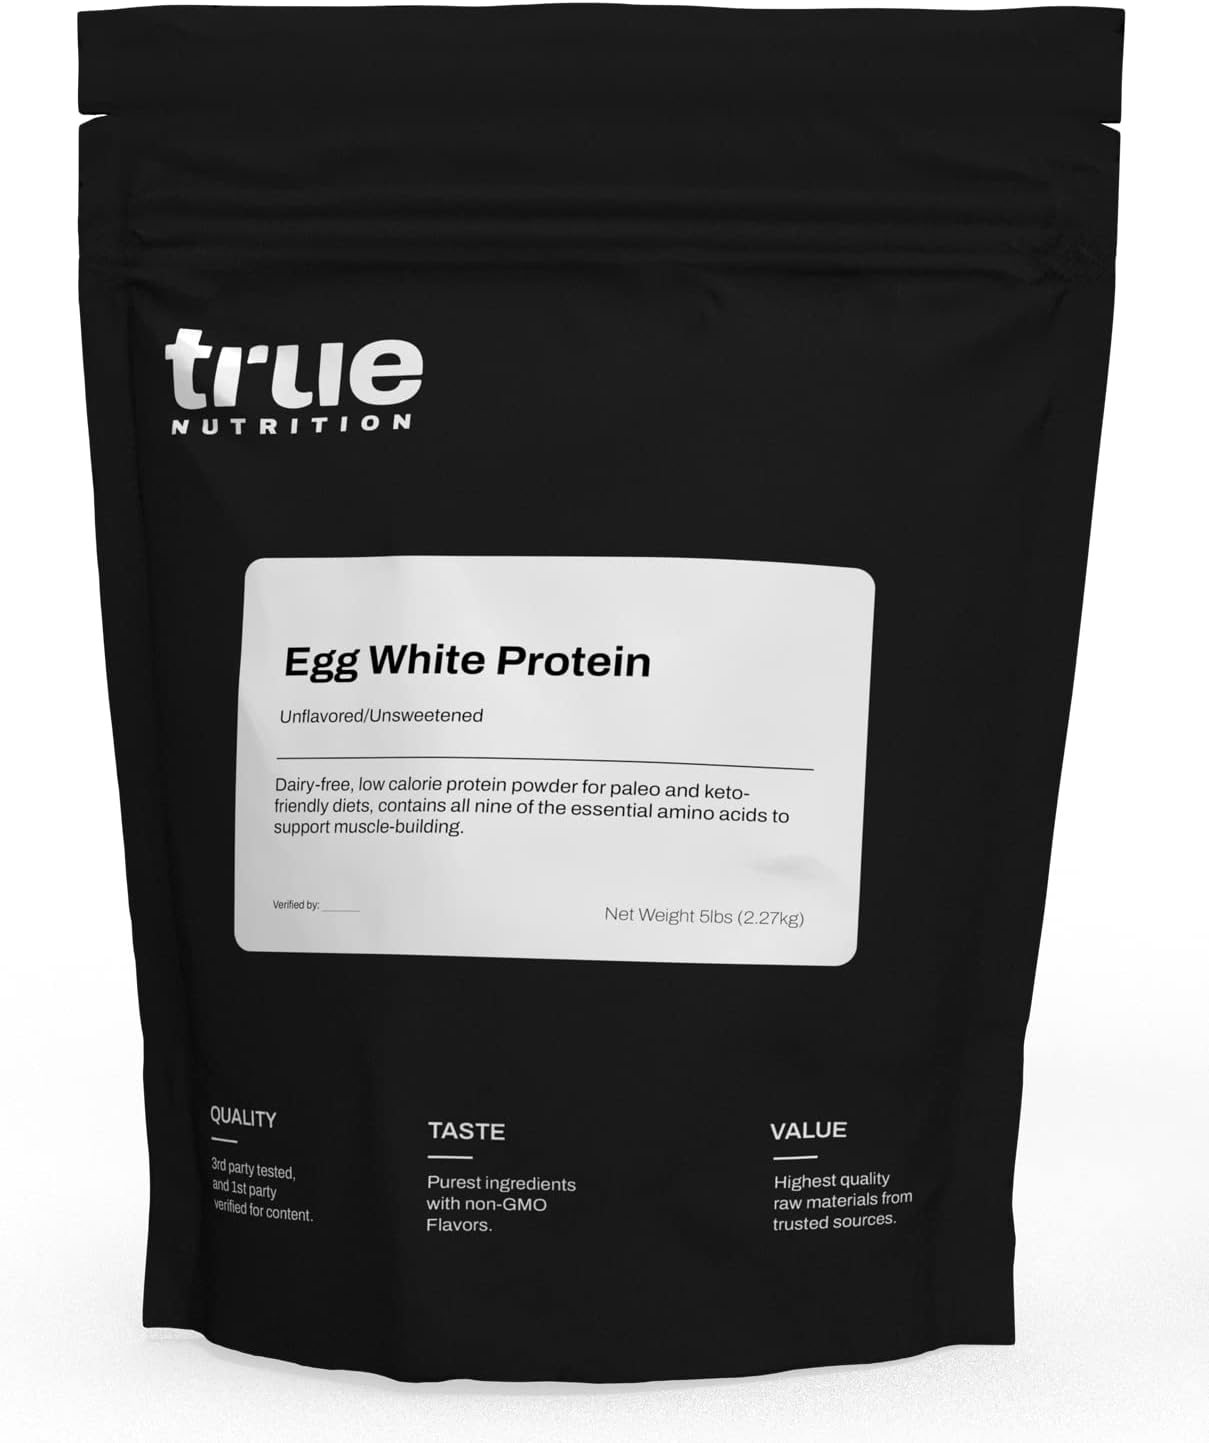 true
NUTRITION
Egg White Protein
Unflavored/Unsweetened
Dairy-free, low calorie protein powder for paleo and keto-
friendly diets, contains all nine of the essential amino acids to
support muscle-building.
Verified by: ______
Net Weight 5lbs (2.27kg)
QUALITY
3rd party tested,
and 1st party
verified for content.
TASTE
Purest ingredients
with non-GMO
Flavors.
VALUE
Highest quality
raw materials from
trusted sources.